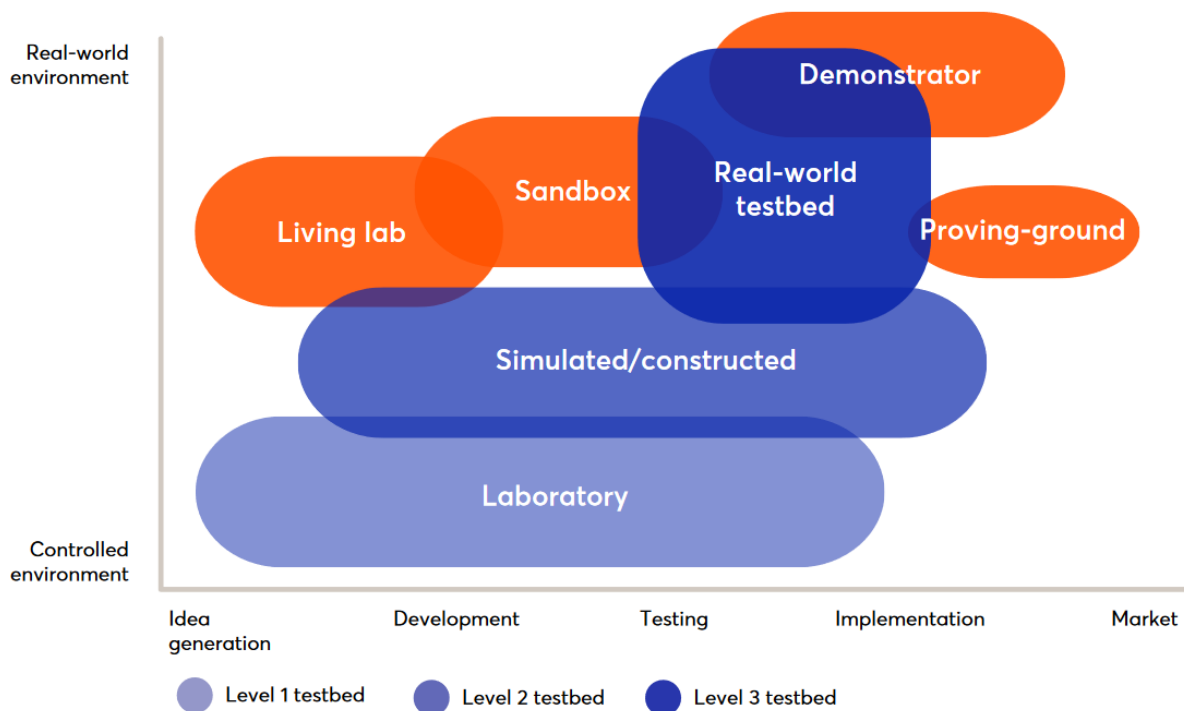 Real-world
environment
Demonstrator
Real-world
testbed
Sandbox
Living lab
Proving-ground
Simulated/constructed
Laboratory
Controlled
environment
Idea
generation
Development
Testing
Implementation
Market
Level 1 testbed
Level 2 testbed
Level 3 testbed